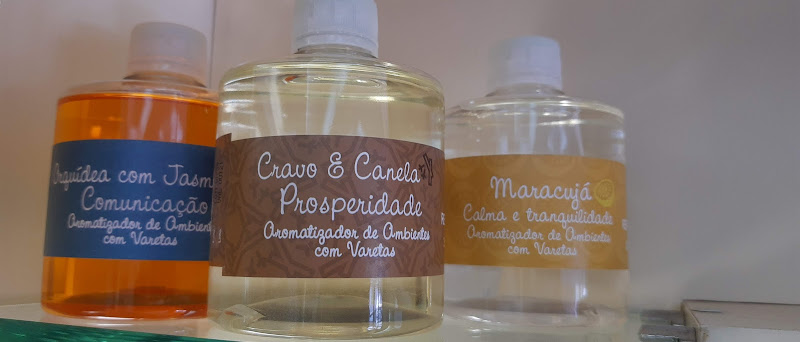 Orquídea com Jasm
Comunicação
Aromatizador de Ambientes
com Varetas
Cravo & Canela
Prosperidade
Aromatizador de Ambientes
com Varetas
Maracujá
Calma e tranquilidade
Aromatizador de Ambientes
com Varetas